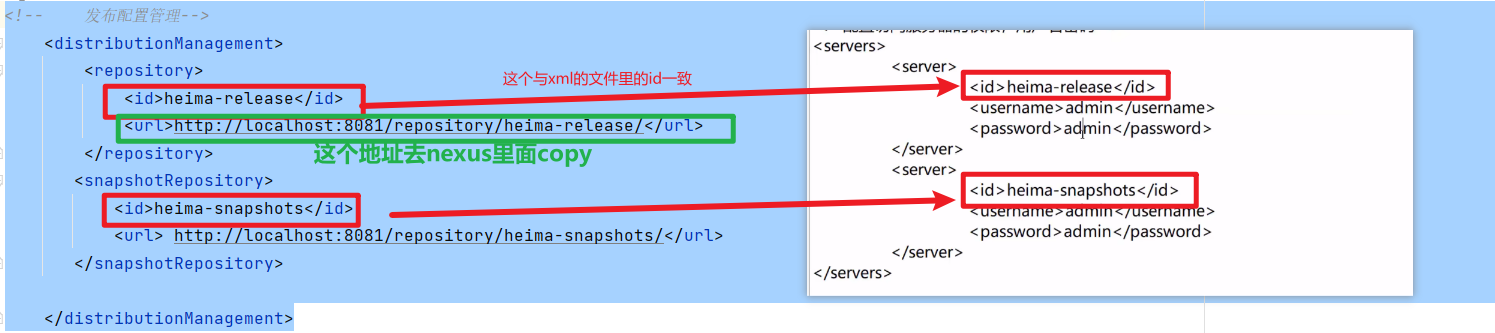 <!-- 发布配置管理-->
<distributionManagement>
<repository>
<id>heima-release</id>
<url>http://localhost:8081/repository/heima-release/</url>
</repository>
<snapshotRepository>
<id>heima-snapshots</id>
<url> http://localhost:8081/repository/heima-snapshots/</url>
</snapshotRepository>
</distributionManagement>
这个与xml的文件里的id一致
这个地址去nexus里面copy
<servers>
<server>
<id>heima-release</id>
<username>admin</username>
<password>admin</password>
</server>
<server>
<id>heima-snapshots</id>
<username>admin</username>
<password>admin</password>
</server>
</servers>